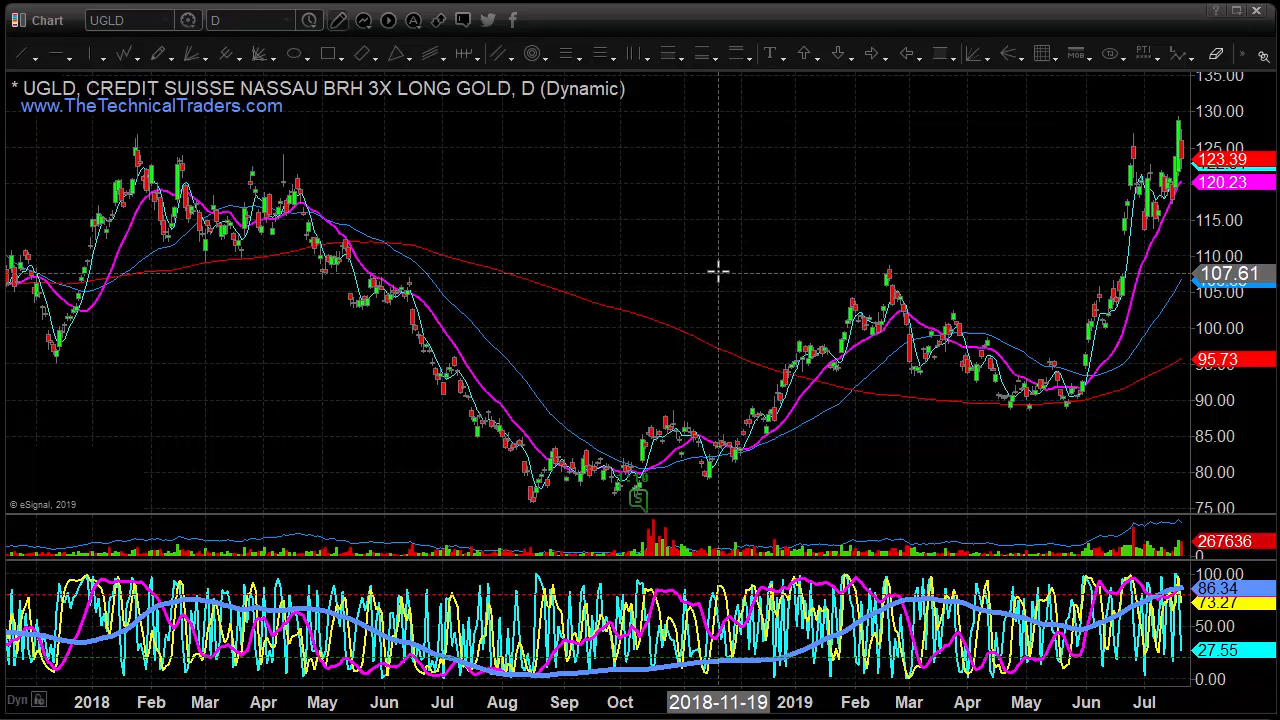 Chart
UGLD
D
* UGLD, CREDIT SUISSE NASSAU BRH 3X LONG GOLD, D (Dynamic)
www.TheTechnicalTraders.com
135.00
130.00
125.00
123.39
120.23
115.00
110.00
107.61
105.00
100.00
95.73
90.00
85.00
80.00
75.00
S
© eSignal, 2019
267636
0
100.00
86.34
73.27
50.00
27.55
0.00
Dyn
2018
Feb
Mar
Apr
May
Jun
Jul
Aug
Sep
Oct
2018-11-19
2019
Feb
Mar
Apr
May
Jun
Jul
T
MOB
PTI